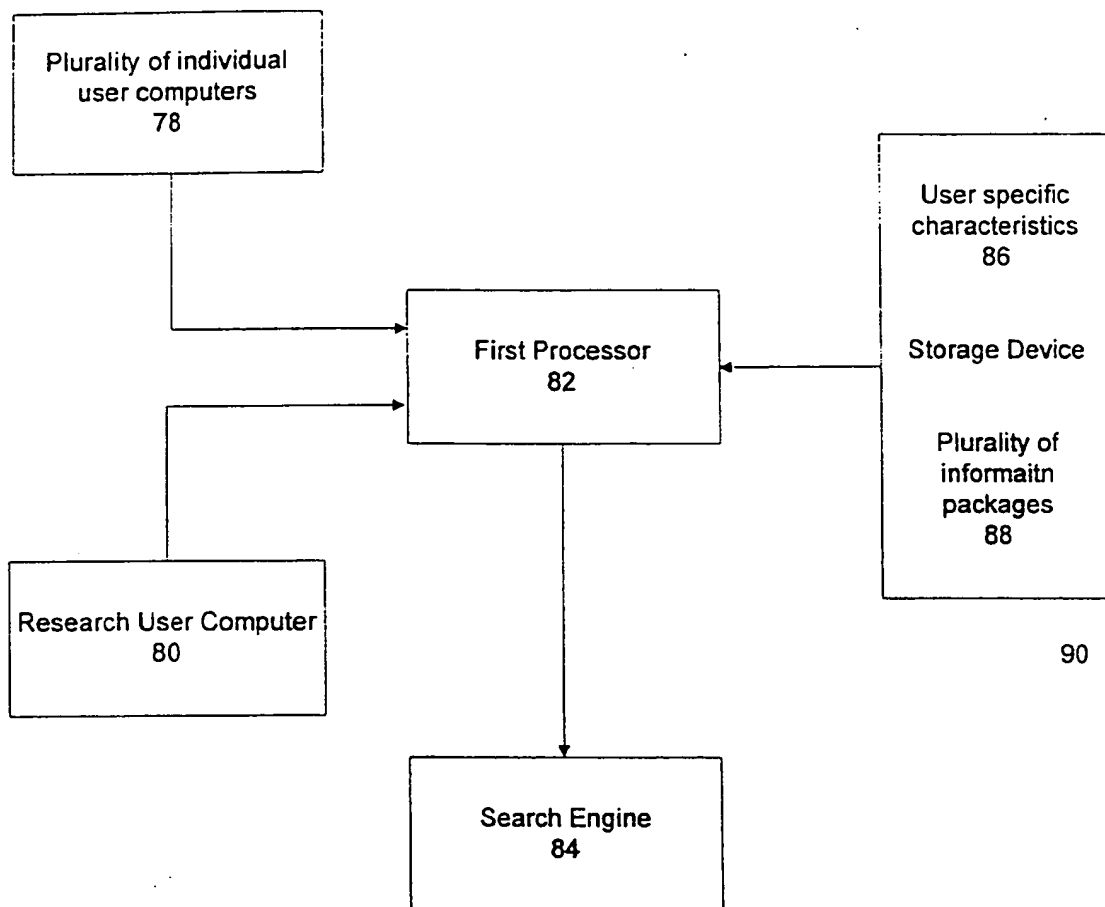 Plurality of individual
user computers
78
User specific
characteristics
86
First Processor
82
Storage Device
Plurality of
informaitn
packages
88
Research User Computer
80
90
Search Engine
84